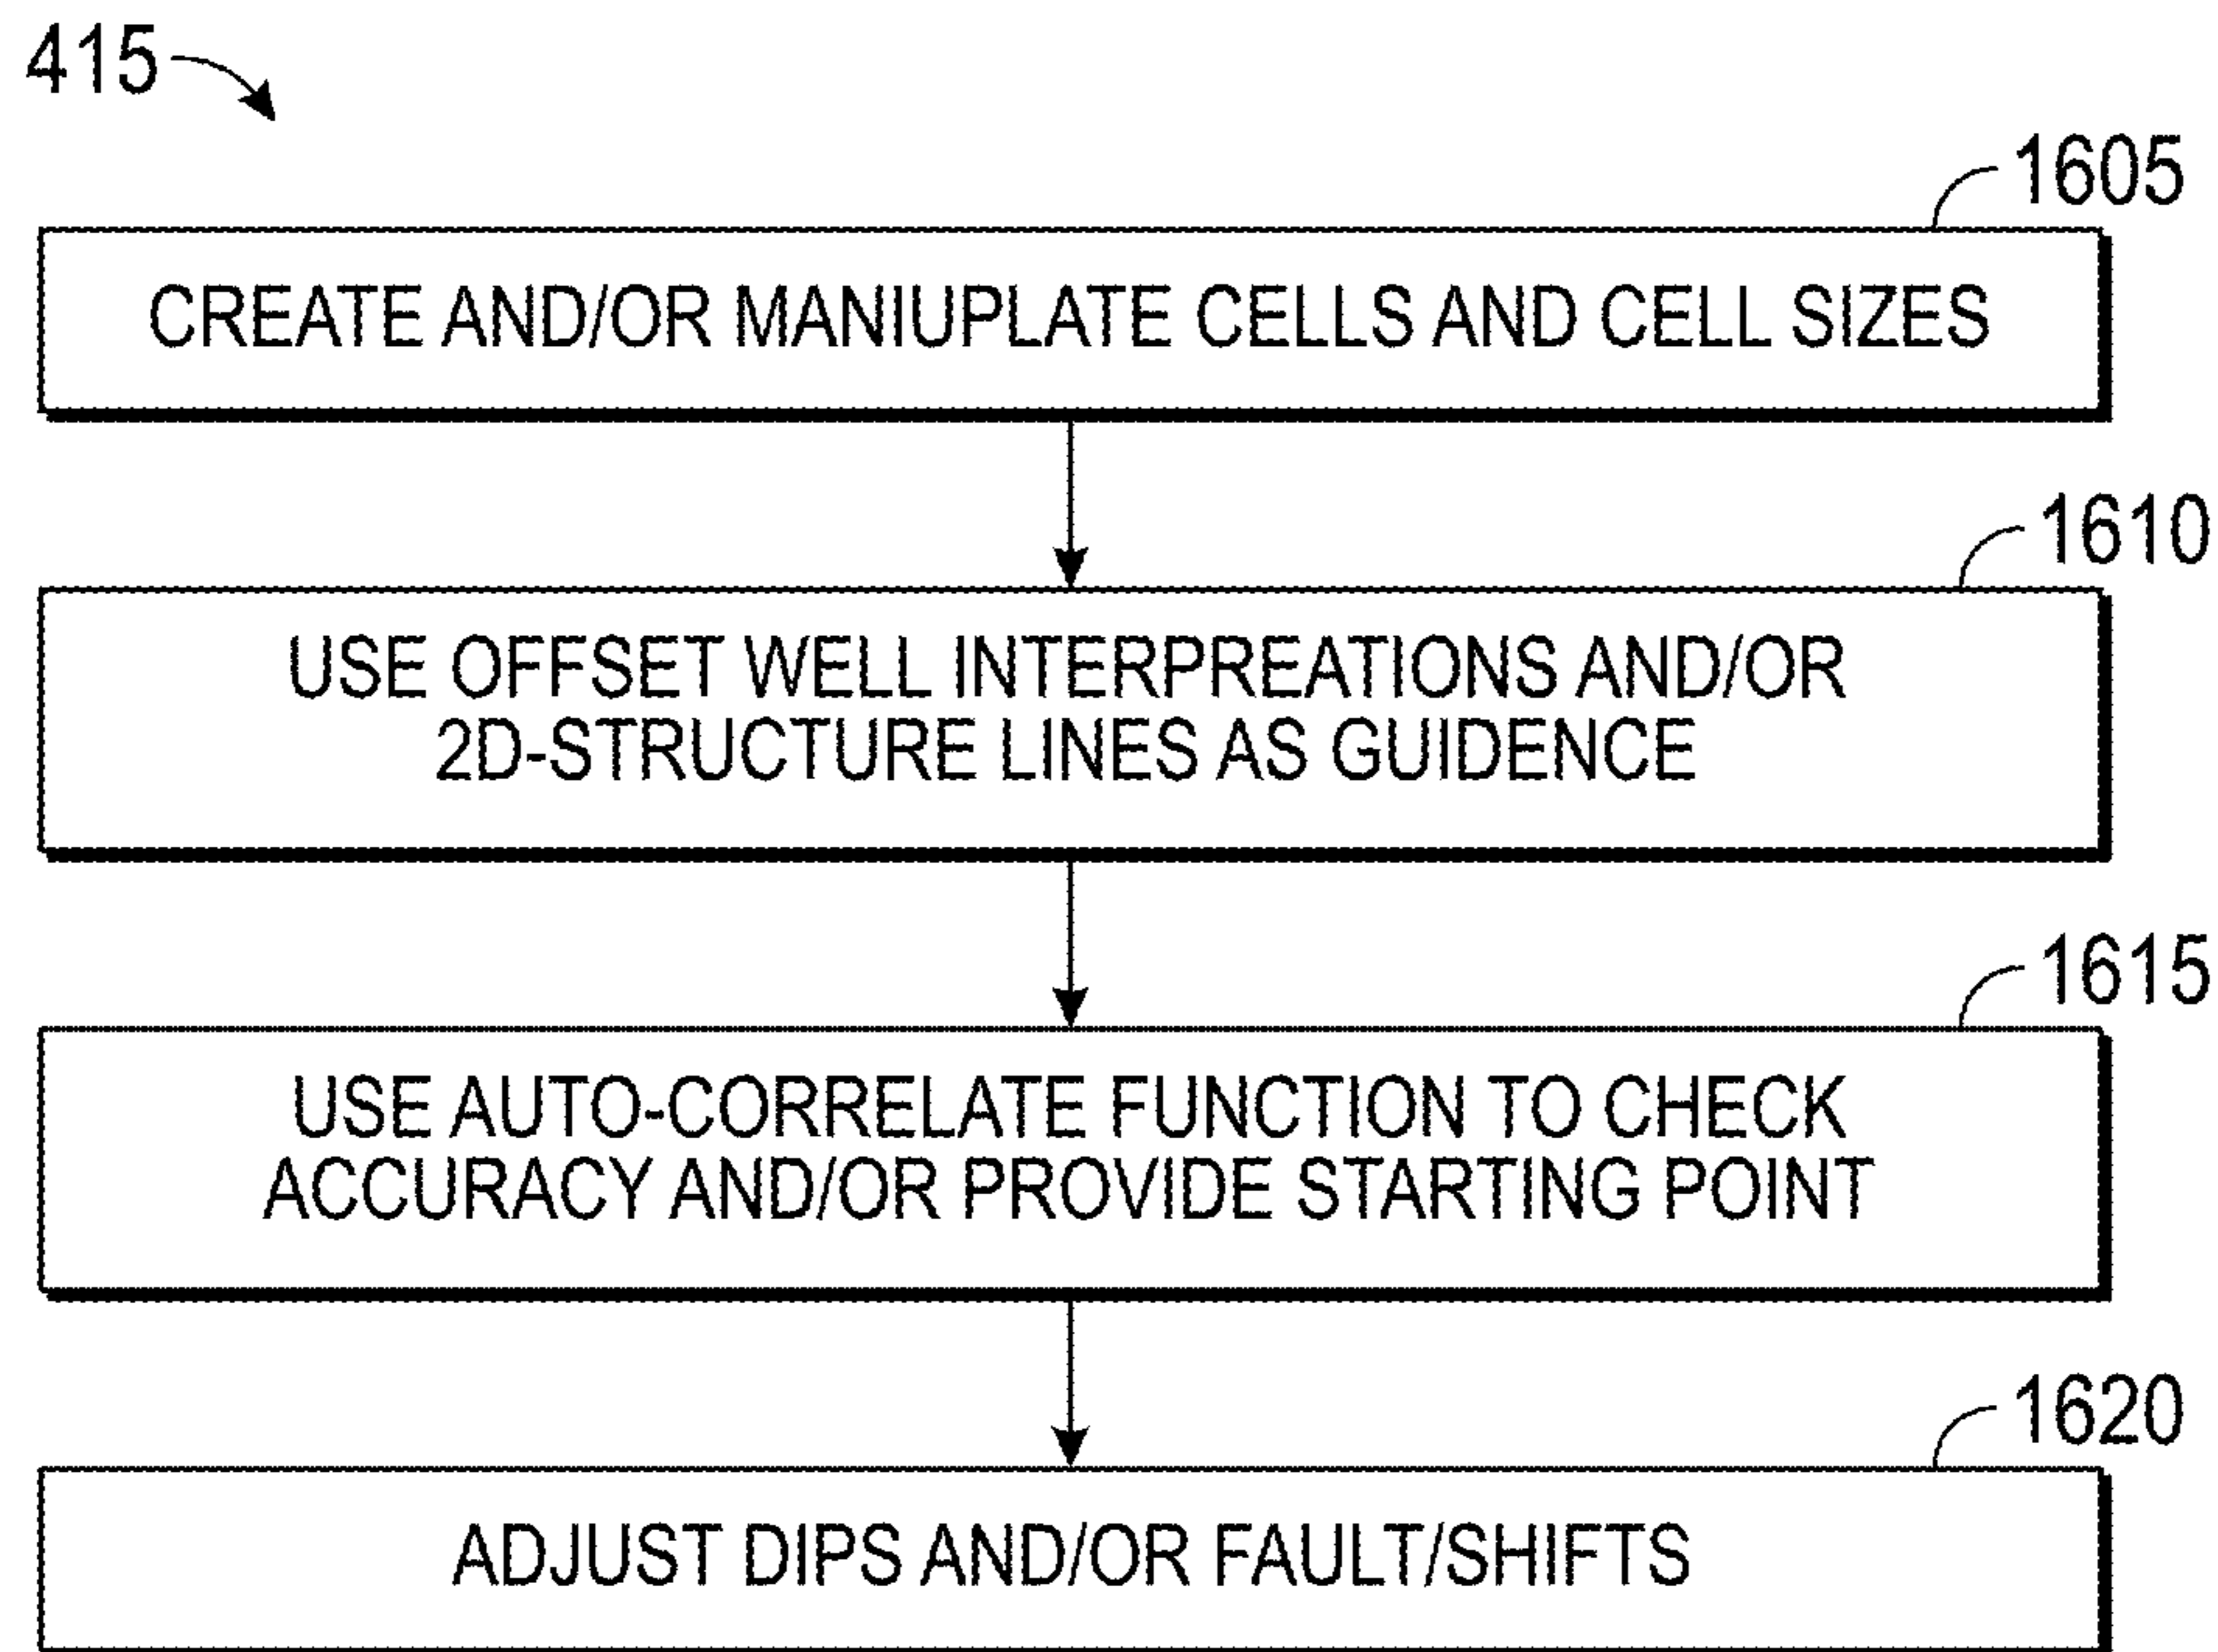 415
1605
CREATE AND/OR MANIUPLATE CELLS AND CELL SIZES
1610
USE OFFSET WELL INTERPREATIONS AND/OR
2D-STRUCTURE LINES AS GUIDENCE
1615
USE AUTO-CORRELATE FUNCTION TO CHECK
ACCURACY AND/OR PROVIDE STARTING POINT
1620
ADJUST DIPS AND/OR FAULT/SHIFTS